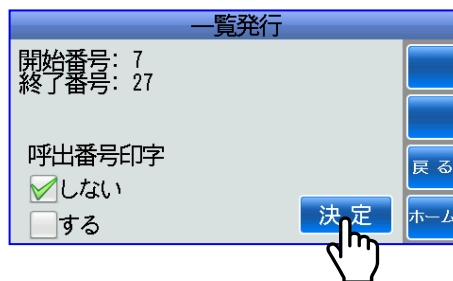 一覧発行
開始番号: 7
終了番号: 27
呼出番号印字
しない
する
決定
戻る
ホーム